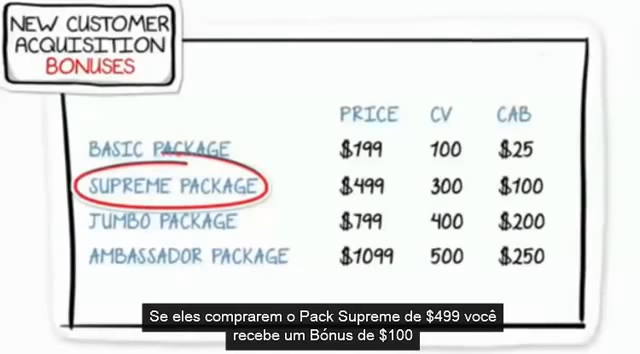 NEW CUSTOMER
ACQUISITION
BONUSES
PRICE CV CAB
BASIC PACKAGE $199 100 $25
SUPREME PACKAGE $499 300 $100
JUMBO PACKAGE $799 400 $200
AMBASSADOR PACKAGE $1099 500 $250
Se eles comprarem o Pack Supreme de $499 você
recebe um Bónus de $100